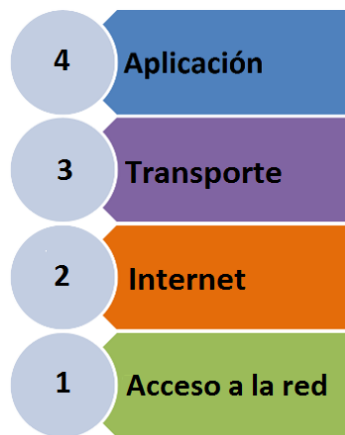 4 Aplicación
3 Transporte
2 Internet
1 Acceso a la red